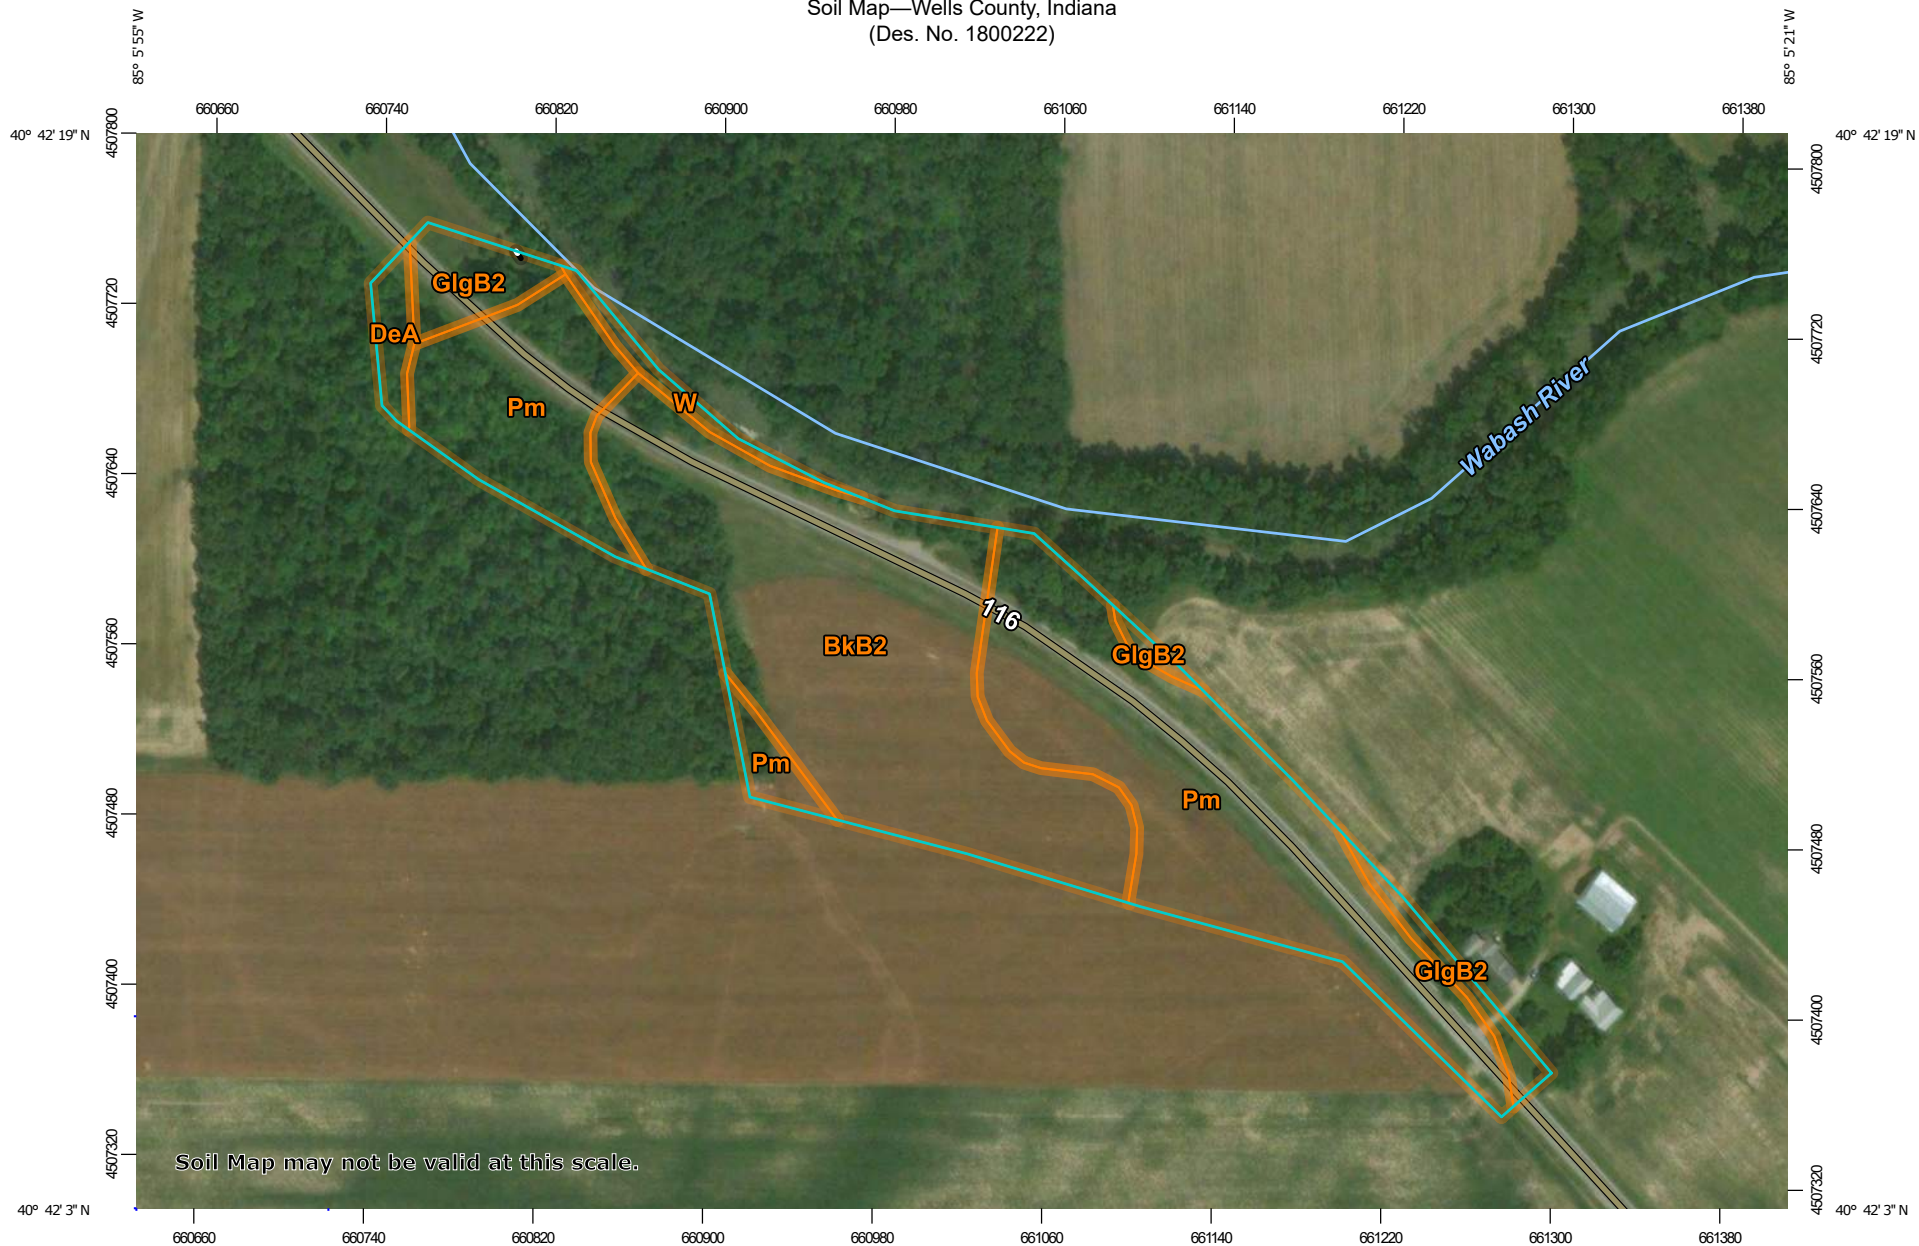 Soil Map—Wells County, Indiana
(Des. No. 1800222)
85° 5' 55" W
85° 5' 21" W
660660 660740 660820 660900 660980 661060 661140 661220 661300 661380
40° 42' 19" N
40° 42' 19" N
4507800
4507720
4507640
4507560
4507480
4507400
4507320
4507800
4507720
4507640
4507560
4507480
4507400
4507320
GlgB2
DeA
Pm
W
Wabash River
116
BkB2
GlgB2
Pm
Pm
GlgB2
Soil Map may not be valid at this scale.
40° 42' 3" N
40° 42' 3" N
660660 660740 660820 660900 660980 661060 661140 661220 661300 661380